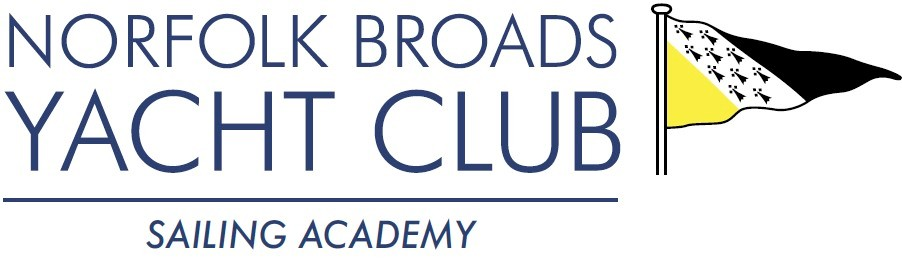 NORFOLK BROADS
YACHT CLUB
SAILING ACADEMY